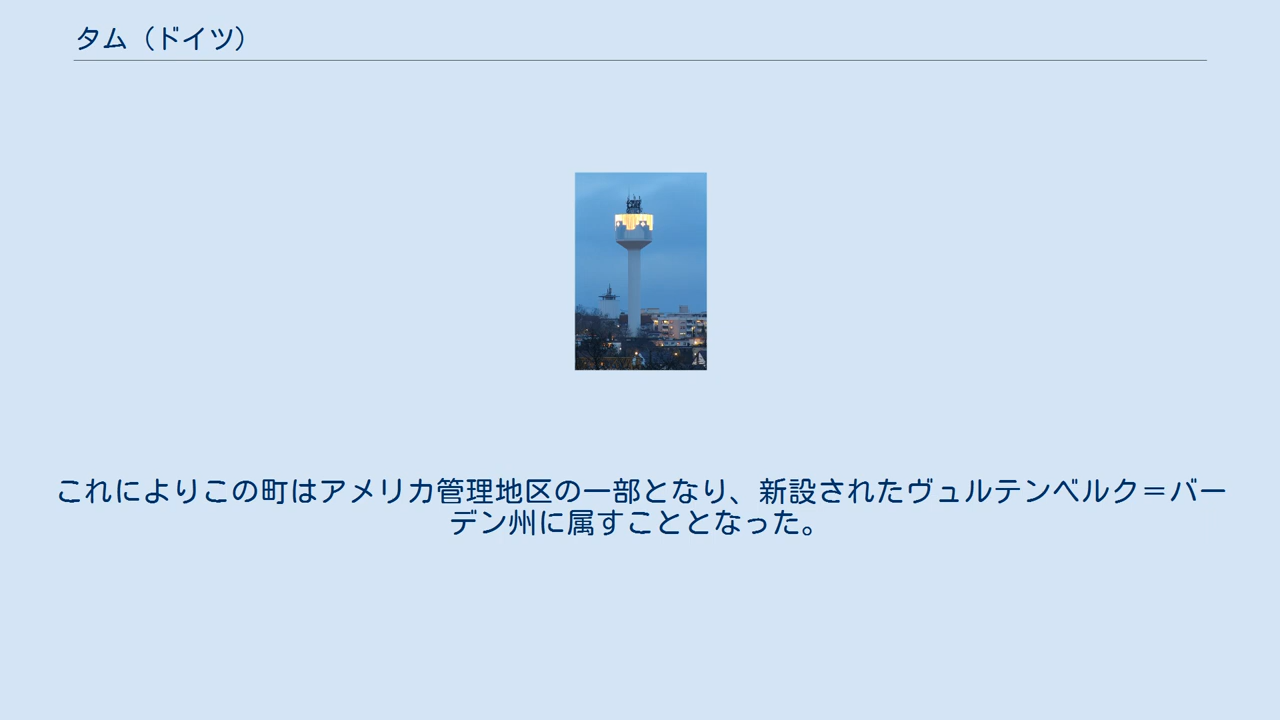 タム（ドイツ）
これによりこの町はアメリカ管理地区の一部となり、新設されたヴュルテンベルク＝バー
デン州に属すこととなった。